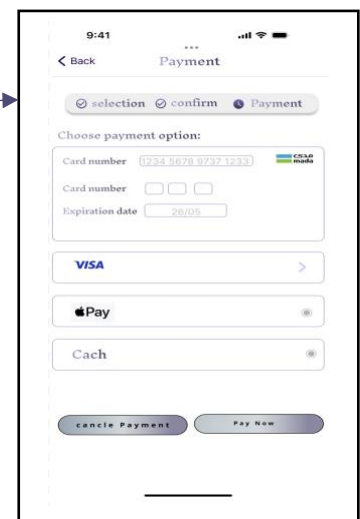 9:41
Back Payment
selection confirm Payment
Choose payment option:
Card number 1234 5678 9737 1233
mada
Card number
Expiration date 26/05
VISA
Pay
Cach
cancle Payment Pay Now